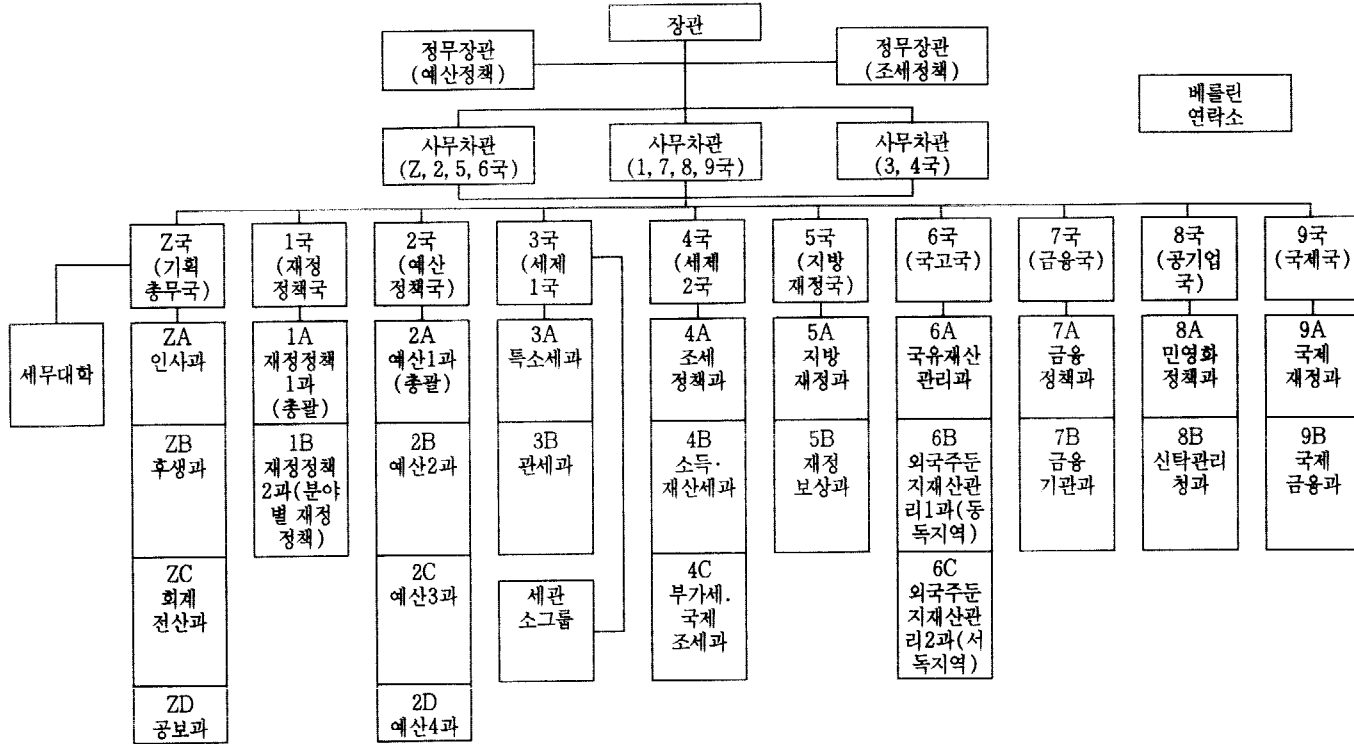 장관
정무장관
(예산정책)
정무장관
(조세정책)
베를린
연락소
사무차관
(Z, 2, 5, 6국)
사무차관
(1, 7, 8, 9국)
사무차관
(3, 4국)
Z국
(기획
총무국)
1국
(재정
정책국
2국
(예산
정책국)
3국
(세제
1국
4국
(세제
2국
5국
(지방
재정국)
6국
(국고국)
7국
(금융국)
8국
(공기업
국)
9국
(국제국)
세무대학
ZA
인사과
1A
재정정책
1과
(총괄)
2A
예산1과
(총괄)
3A
특소세과
4A
조세
정책과
5A
지방
재정과
6A
국유재산
관리과
7A
금융
정책과
8A
민영화
정책과
9A
국제
재정과
ZB
후생과
1B
재정정책
2과(분야
별 재정
정책)
2B
예산2과
3B
관세과
4B
소득·
재산세과
5B
재정
보상과
6B
외국주둔
지재산관
리1과(동
독지역)
7B
금융
기관과
8B
신탁관리
청과
9B
국제
금융과
ZC
회계
전산과
2C
예산3과
세관
소그룹
4C
부가세.
국제
조세과
6C
외국주둔
지재산관
리2과(서
독지역)
ZD
공보과
2D
예산4과